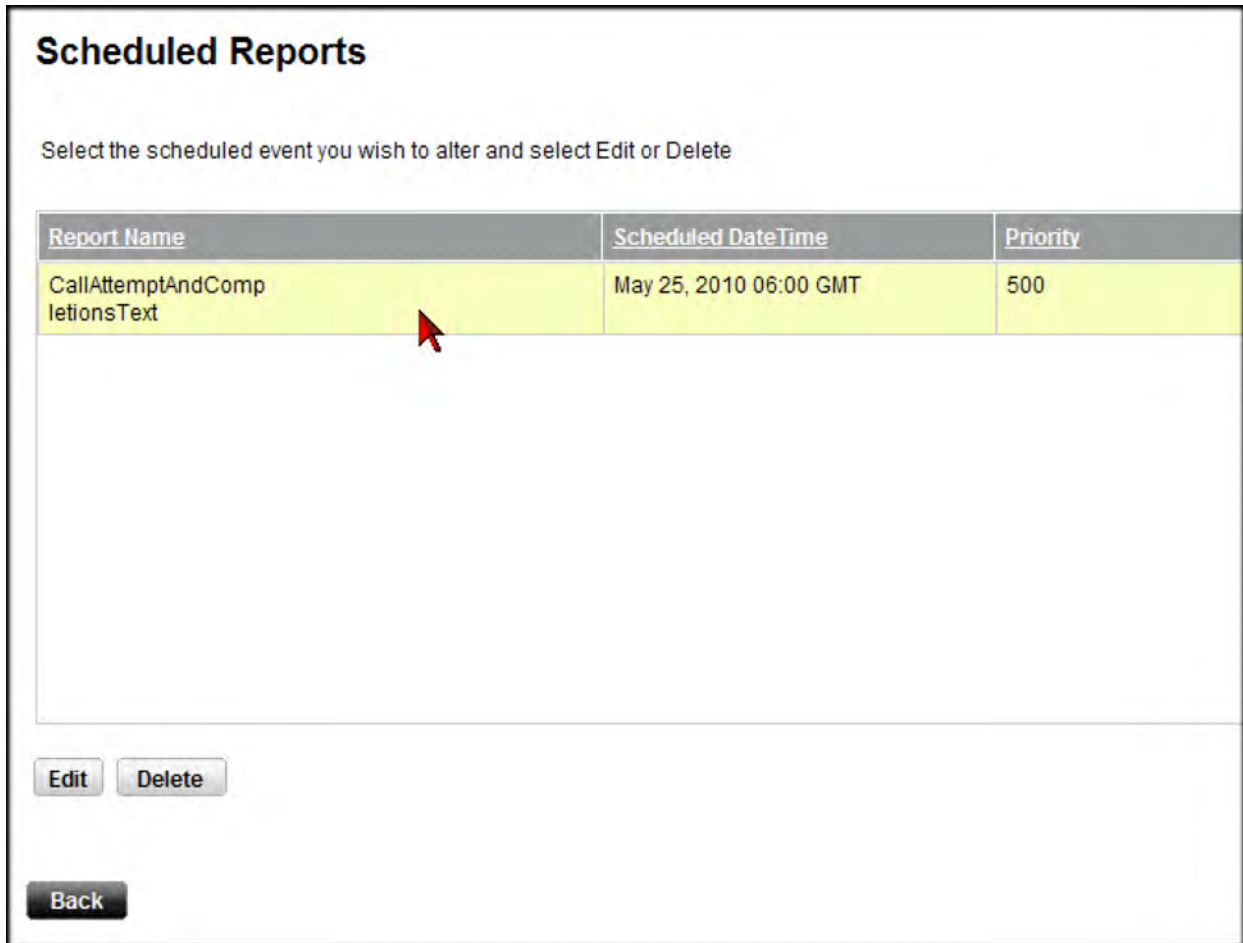 Scheduled Reports
Select the scheduled event you wish to alter and select Edit or Delete
Report Name Scheduled DateTime Priority
CallAttemptAndComp May 25, 2010 06:00 GMT 500
letionsText
Edit Delete
Back